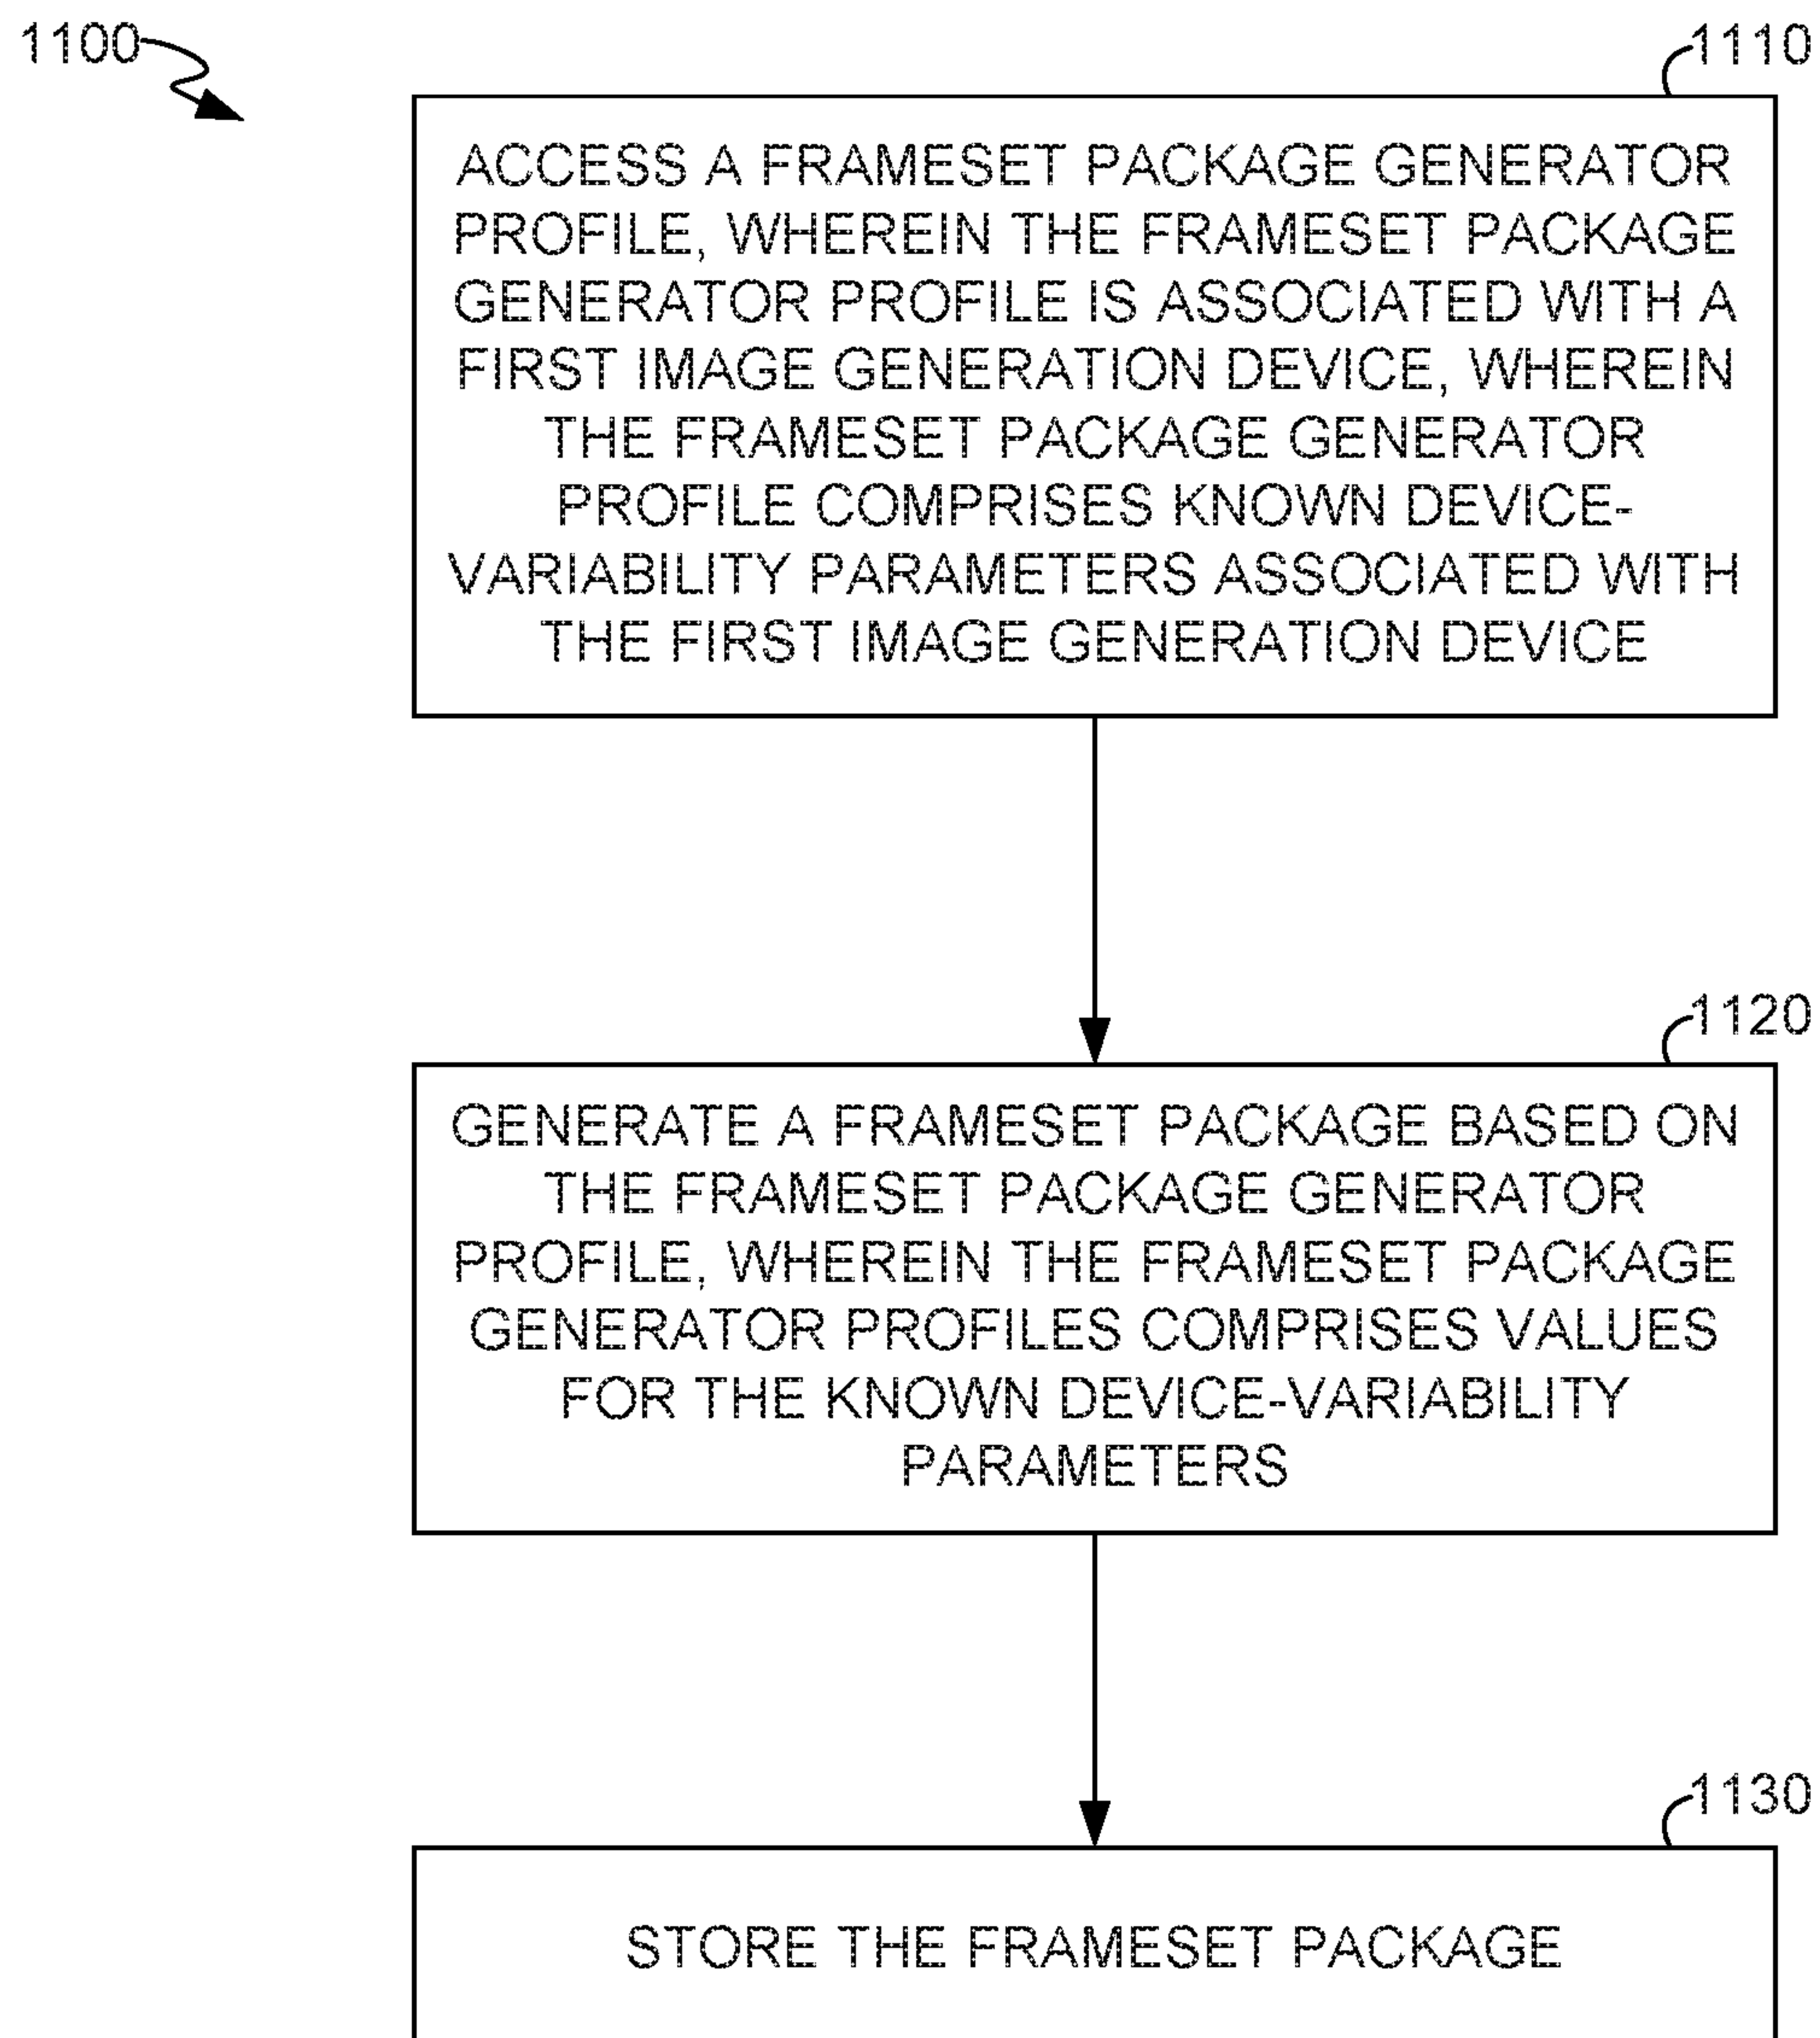 1100
1110
ACCESS A FRAMESET PACKAGE GENERATOR
PROFILE, WHEREIN THE FRAMESET PACKAGE
GENERATOR PROFILE IS ASSOCIATED WITH A
FIRST IMAGE GENERATION DEVICE, WHEREIN
THE FRAMESET PACKAGE GENERATOR
PROFILE COMPRISES KNOWN DEVICE-
VARIABILITY PARAMETERS ASSOCIATED WITH
THE FIRST IMAGE GENERATION DEVICE
1120
GENERATE A FRAMESET PACKAGE BASED ON
THE FRAMESET PACKAGE GENERATOR
PROFILE, WHEREIN THE FRAMESET PACKAGE
GENERATOR PROFILES COMPRISES VALUES
FOR THE KNOWN DEVICE-VARIABILITY
PARAMETERS
1130
STORE THE FRAMESET PACKAGE